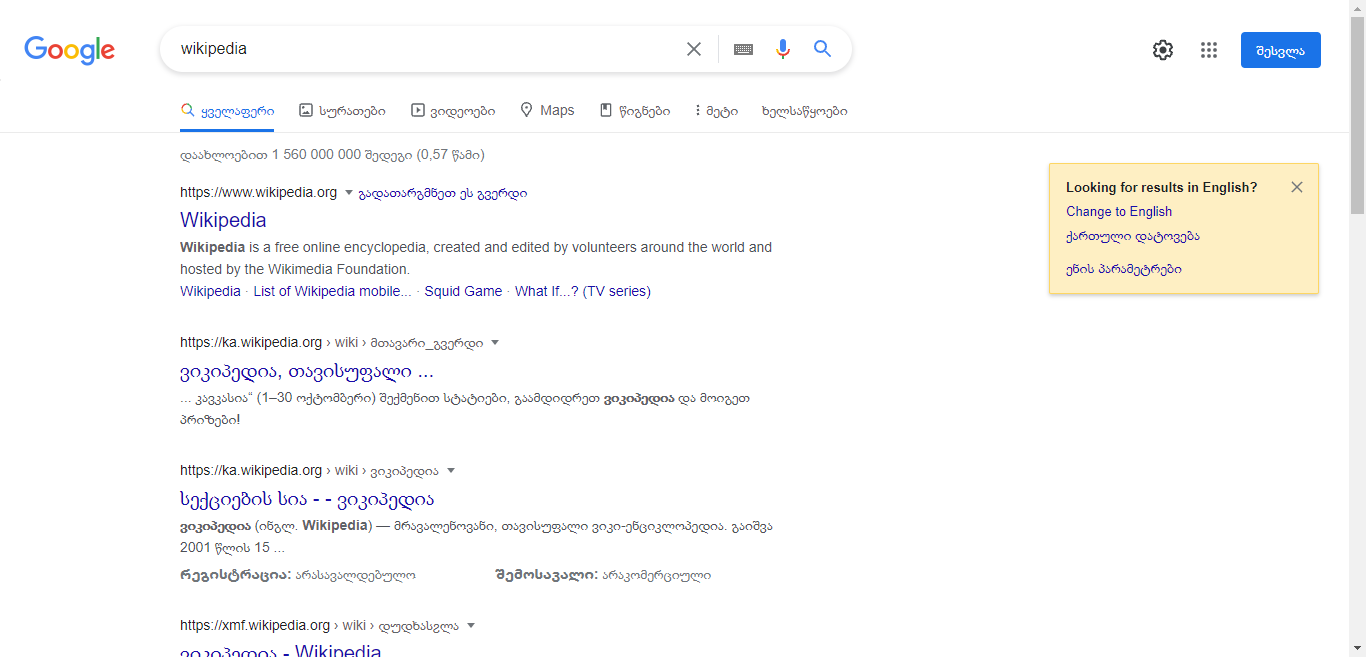 Google
wikipedia
შესვლა
ყველაფერი სურათები ვიდეოები Maps წიგნები მეტი ხელსაწყოები
დაახლოებით 1 560 000 000 შედეგი (0,57 წამი)
https://www.wikipedia.org გადათარგმნეთ ეს გვერდი
Wikipedia
Wikipedia is a free online encyclopedia, created and edited by volunteers around the world and
hosted by the Wikimedia Foundation.
Wikipedia · List of Wikipedia mobile... · Squid Game · What If...? (TV series)
Looking for results in English?
Change to English
ქართული დატოვება
ენის პარამეტრები
https://ka.wikipedia.org › wiki › მთავარი_გვერდი
ვიკიპედია, თავისუფალი ...
... კავკასია“ (1–30 ოქტომბერი) შექმენით სტატიები, გაამდიდრეთ ვიკიპედია და მოიგეთ
პრიზები!
https://ka.wikipedia.org › wiki › ვიკიპედია
სექციების სია - - ვიკიპედია
ვიკიპედია (ინგლ. Wikipedia) — მრავალენოვანი, თავისუფალი ვიკი-ენციკლოპედია. გაიშვა
2001 წლის 15 ...
რეგისტრაცია: არასავალდებულო შემოსავალი: არაკომერციული
https://xmf.wikipedia.org › wiki › დუდხასჷლა
ვიკიპედია - Wikipedia